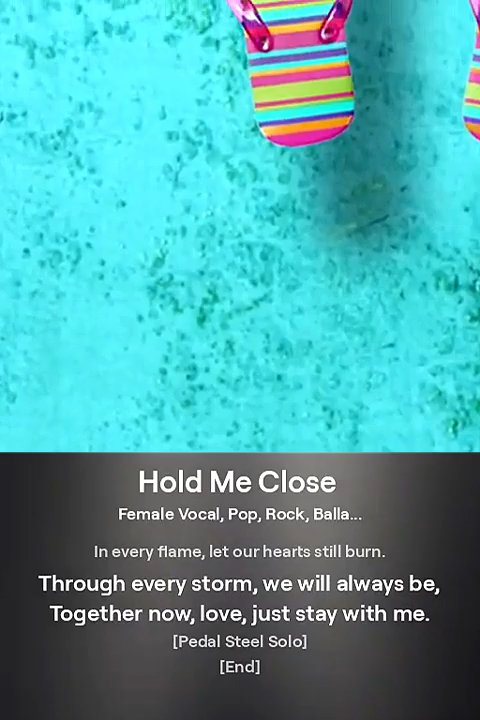 Hold Me Close
Female Vocal, Pop, Rock, Balla...
In every flame, let our hearts still burn.
Through every storm, we will always be,
Together now, love, just stay with me.
[Pedal Steel Solo]
[End]